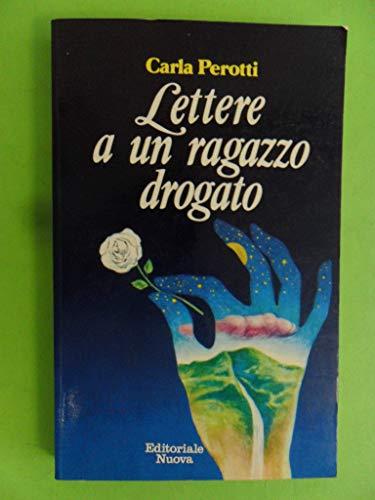 Carla Perotti
Lettere
a un ragazzo
drogato
Editoriale
Nuova